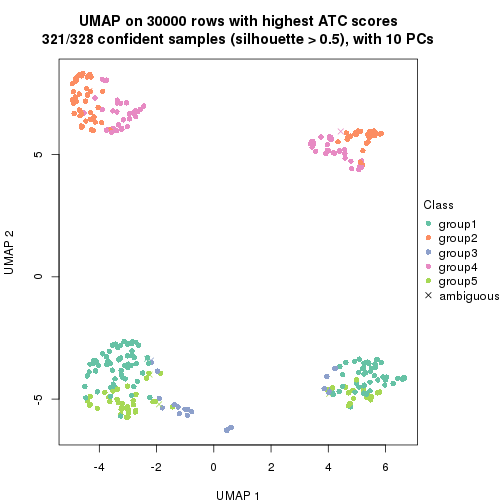 UMAP on 30000 rows with highest ATC scores
321/328 confident samples (silhouette > 0.5), with 10 PCs
5
0
-5
UMAP 2
-4
-2
0
2
4
6
UMAP 1
Class
group1
group2
group3
group4
group5
ambiguous